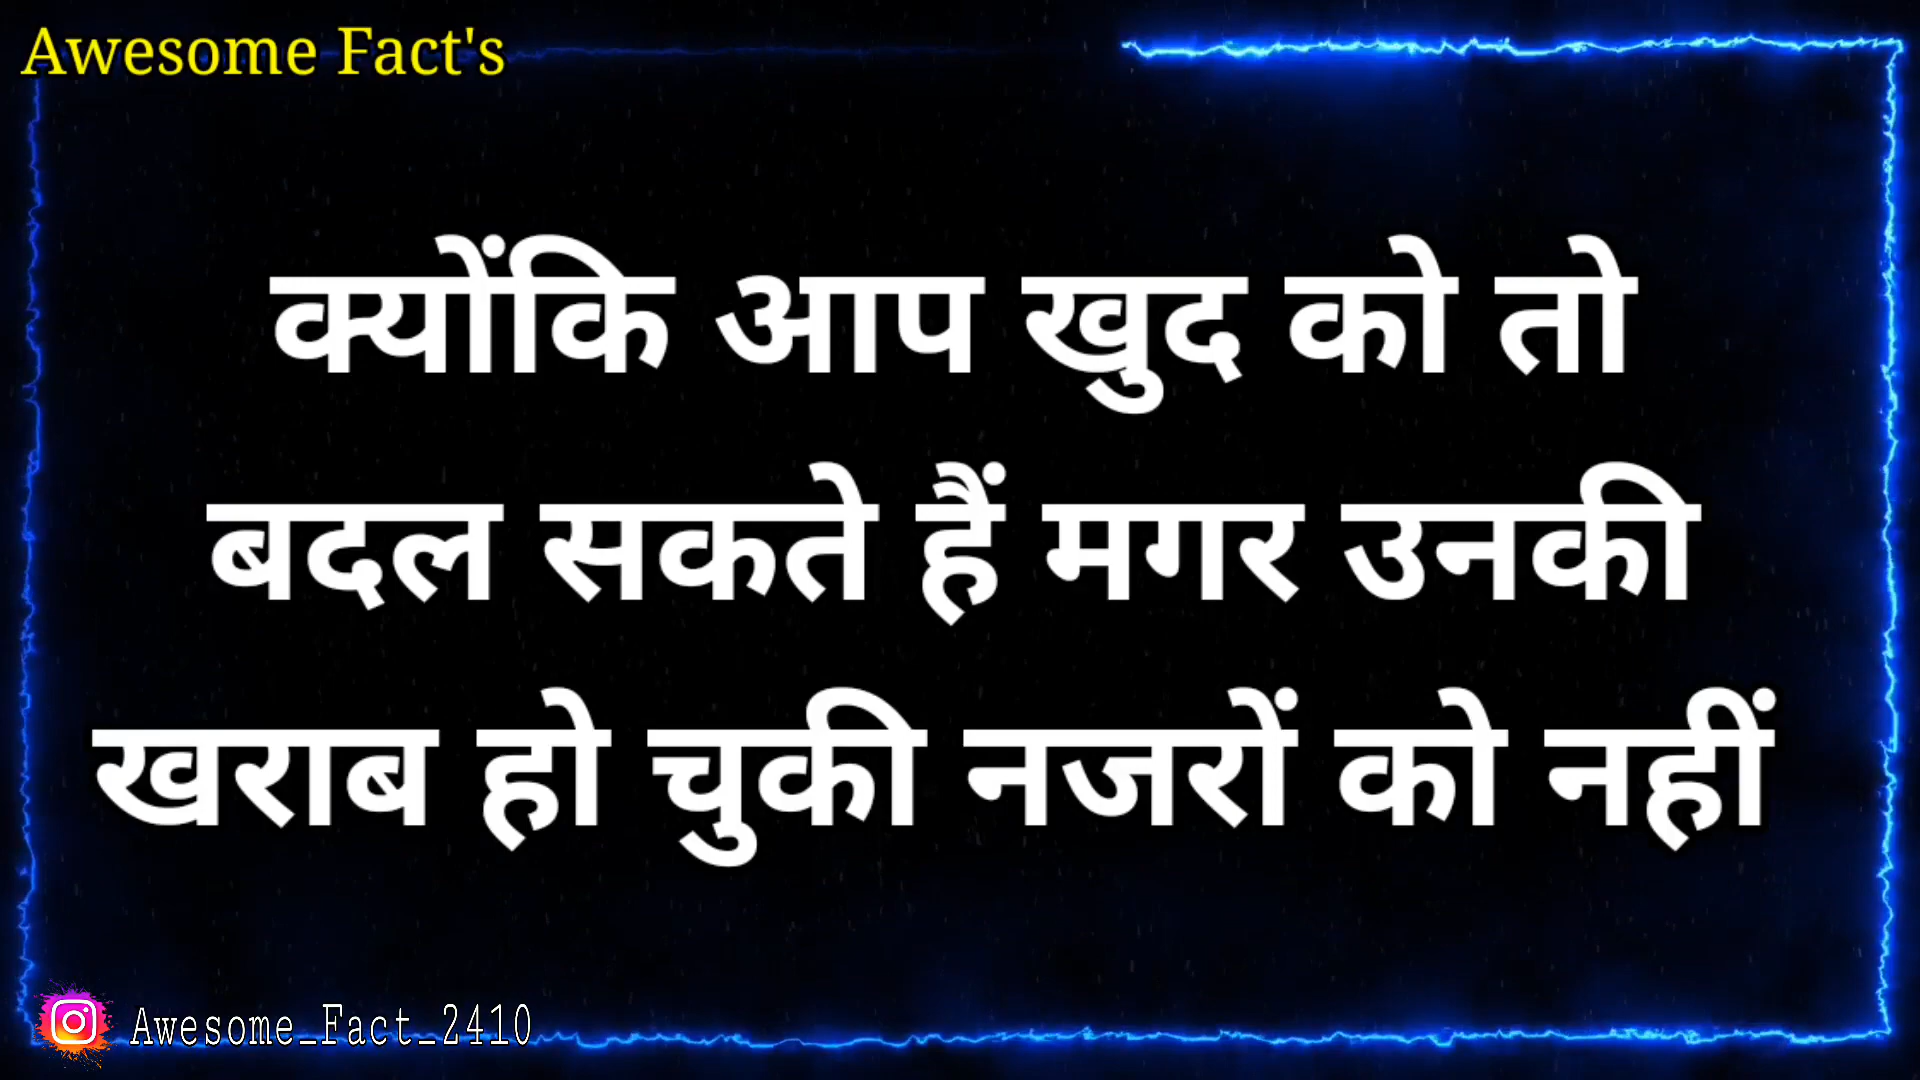 Awesome Fact's
क्योंकि आप खुद को तो
बदल सकते हैं मगर उनकी
खराब हो चुकी नजरों को नहीं
Awesome_Fact_2410